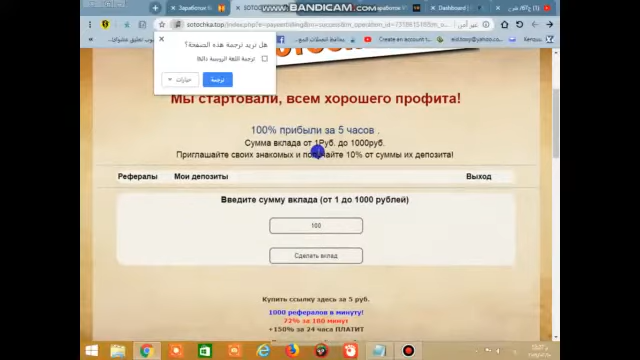 www.BANDICAM.com
Dashboard
Create an account
هل تريد ترجمة هذه الصفحة؟
ترجمة اللغة الروسية دائمًا
خيارات
ترجمة
Мы стартовали, всем хорошего профита!
100% прибыли за 5 часов .
Сумма вклада от 1Руб. до 1000руб.
Приглашайте своих знакомых и получайте 10% от суммы их депозита!
Рефералы Мои депозиты Выход
Введите сумму вклада (от 1 до 1000 рублей)
100
Сделать вклад
Купить ссылку здесь за 5 руб.
1000 рефералов в минуту!
72% за 180 минут
+150% за 24 часа ПЛАТИТ